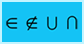 ∈ ∉ ∪ ∩